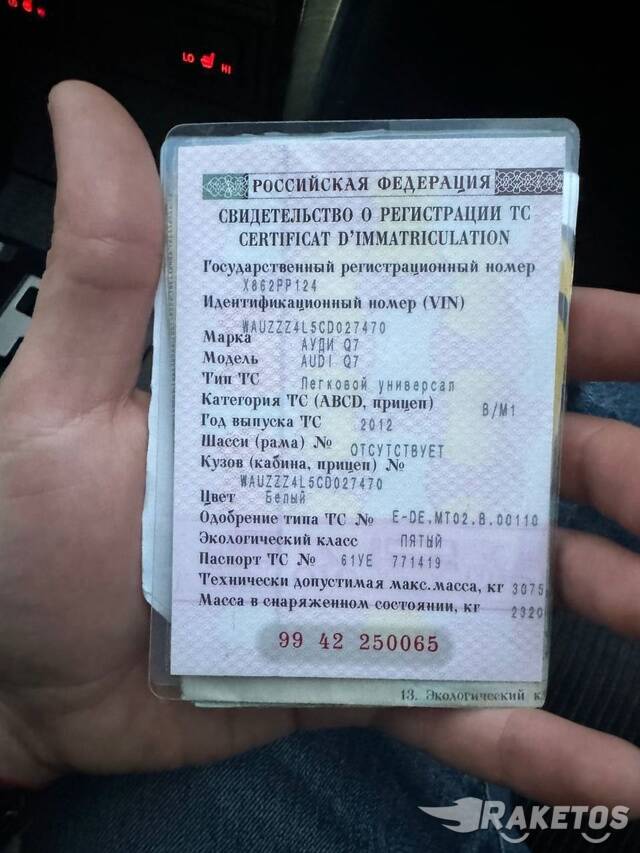 LO HI
РОССИЙСКАЯ ФЕДЕРАЦИЯ
СВИДЕТЕЛЬСТВО О РЕГИСТРАЦИИ ТС
CERTIFICAT D'IMMATRICULATION
Государственный регистрационный номер
Х862РР124
Идентификационный номер (VIN)
WAUZZZ4L5CD027470
Марка АУДИ Q7
Модель AUDI Q7
Тип ТС Легковой универсал
Категория ТС (ABCD, прицеп) B/M1
Год выпуска ТС 2012
Шасси (рама) № ОТСУТСТВУЕТ
Кузов (кабина, прицеп) №
WAUZZZ4L5CD027470
Цвет Белый
Одобрение типа ТС № E-DE.MT02.B.00110
Экологический класс ПЯТЫЙ
Паспорт ТС № 61УЕ 771419
Технически допустимая макс.масса, кг 3075
Масса в снаряженном состоянии, кг 2320
99 42 250065
13. Экологический к
RAKETOS